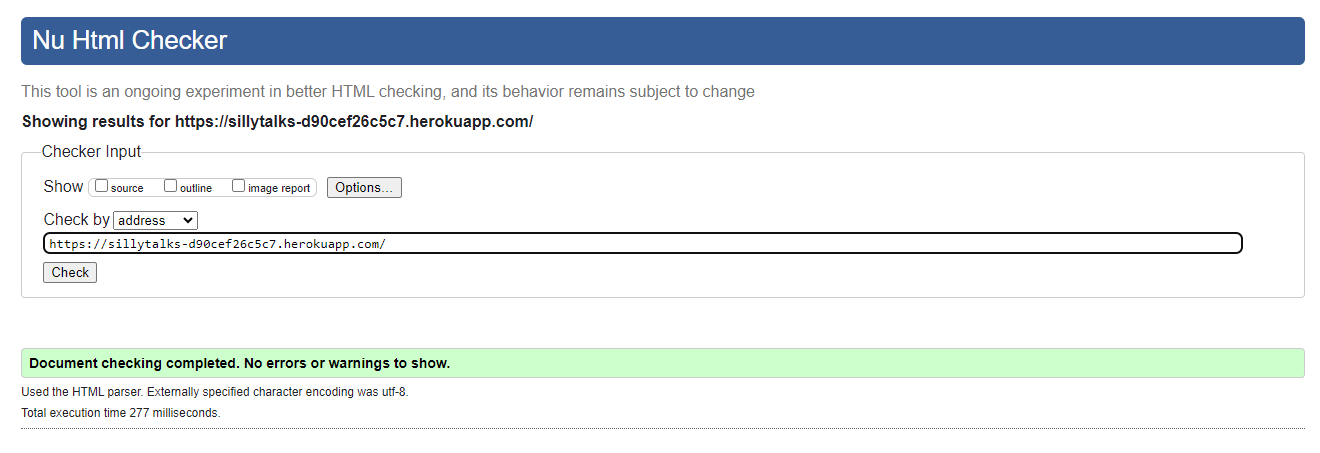 Nu Html Checker
This tool is an ongoing experiment in better HTML checking, and its behavior remains subject to change
Showing results for https://sillytalks-d90cef26c5c7.herokuapp.com/
Checker Input
Show source outline image report Options...
Check by address
https://sillytalks-d90cef26c5c7.herokuapp.com/
Check
Document checking completed. No errors or warnings to show.
Used the HTML parser. Externally specified character encoding was utf-8.
Total execution time 277 milliseconds.